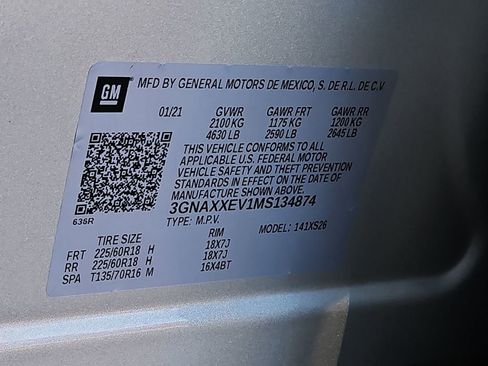 GM
MFD BY GENERAL MOTORS DE MEXICO, S. DE R.L. DE C.V
01/21 GVWR GAWR FRT GAWR RR
2100 KG 1175 KG 1200 KG
4630 LB 2590 LB 2645 LB
THIS VEHICLE CONFORMS TO ALL
APPLICABLE U.S. FEDERAL MOTOR
VEHICLE SAFETY AND THEFT PREVENTION
STANDARDS IN EFFECT ON THE DATE OF
MANUFACTURE SHOWN ABOVE.
3GNAXXEV1MS134874
636R
TYPE: M.P.V. MODEL: 141XS26
TIRE SIZE RIM
FRT 225/60R18 H 18X7J
RR 225/60R18 H 18X7J
SPA T135/70R16 M 16X4BT